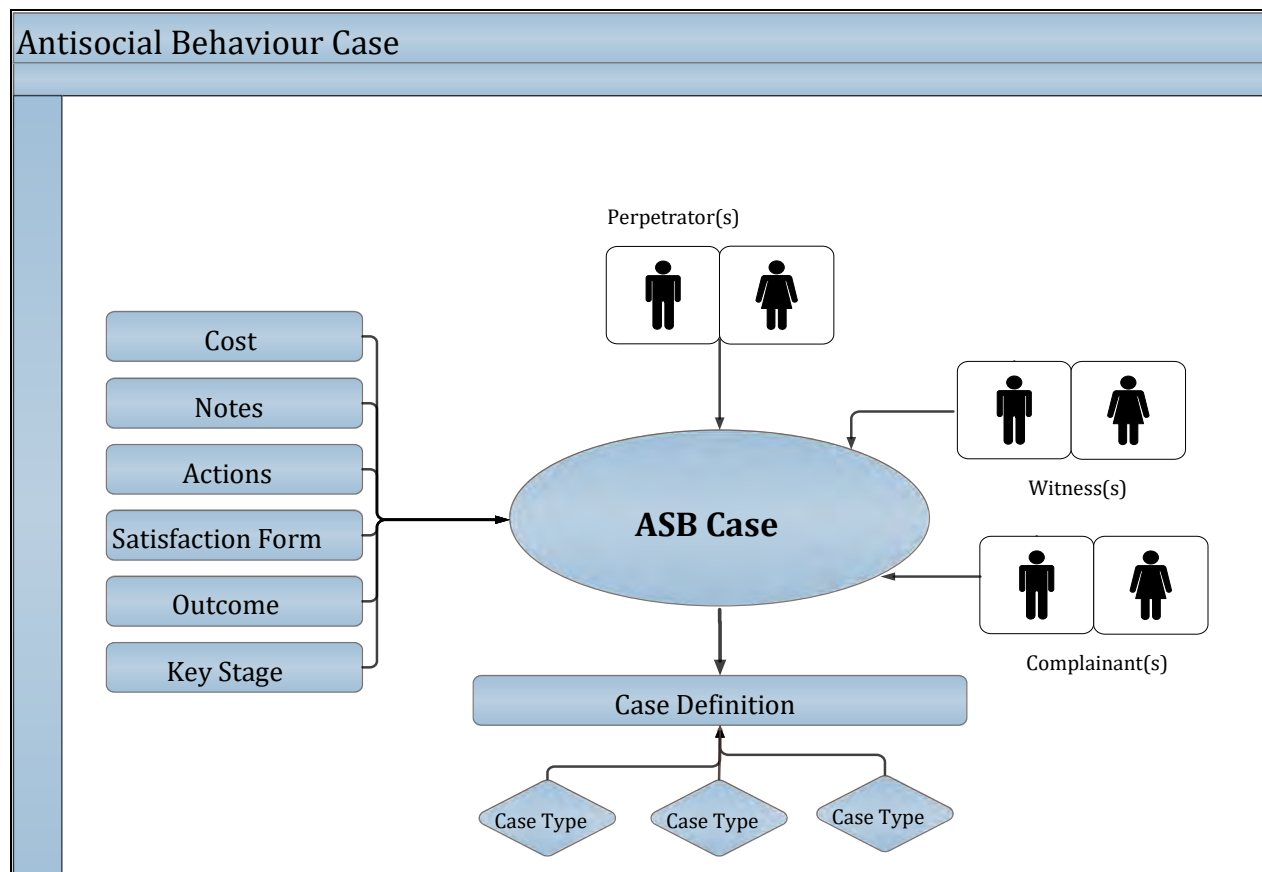 Antisocial Behaviour Case
Perpetrator(s)
Cost
Notes
Actions
Satisfaction Form
Outcome
Key Stage
ASB Case
Witness(s)
Complainant(s)
Case Definition
Case Type
Case Type
Case Type